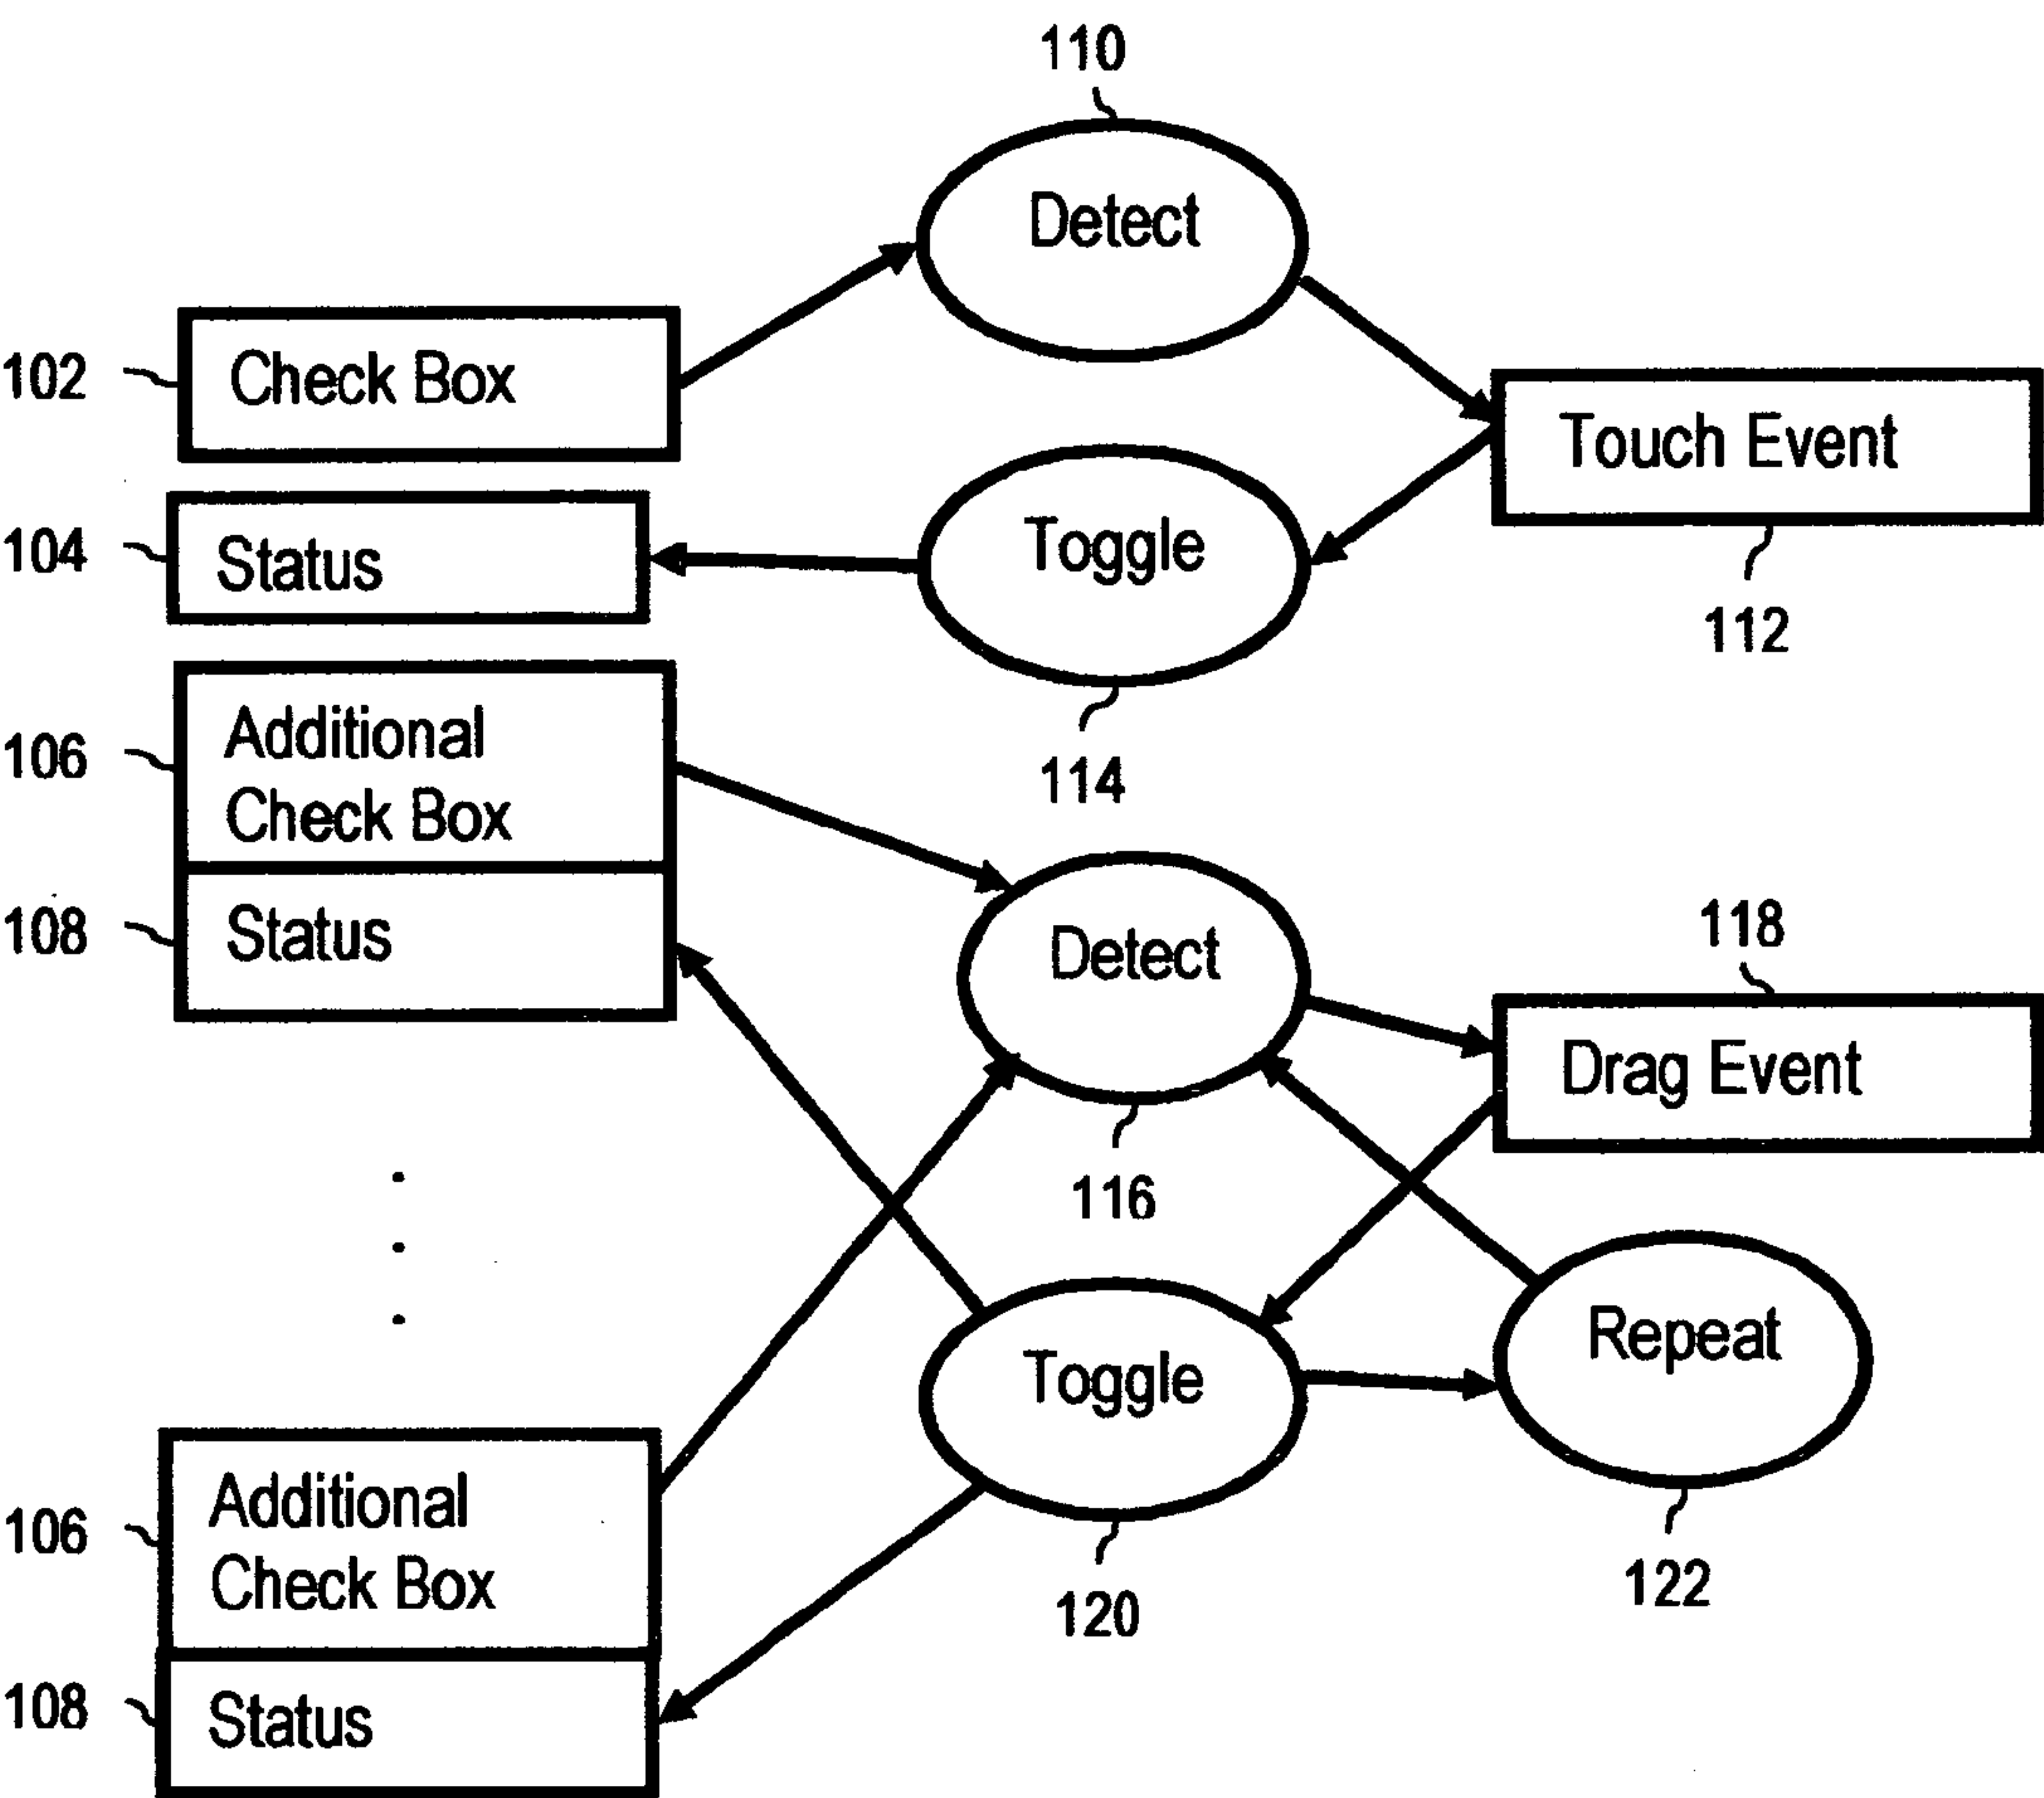 110
Detect
102
Check Box
Touch Event
104
Status
Toggle
112
106
Additional
Check Box
114
108
Status
Detect
118
Drag Event
116
Toggle
Repeat
106
Additional
Check Box
120
122
108
Status